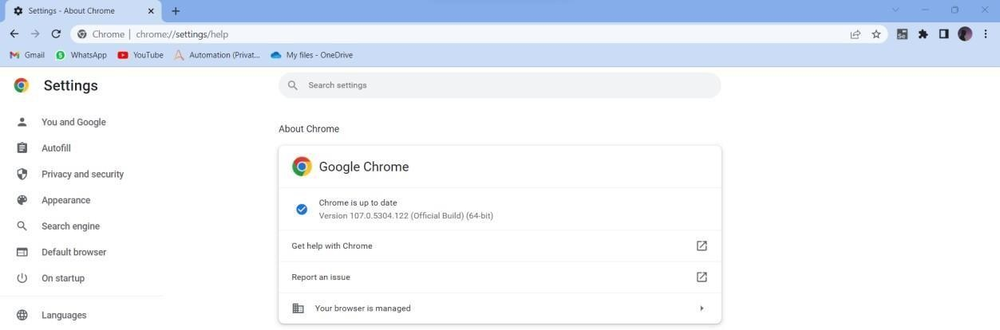 Settings - About Chrome
Chrome | chrome://settings/help
Se
Gmail WhatsApp YouTube Automation (Privat... My files - OneDrive
Settings
Search settings
You and Google
About Chrome
Autofill
Google Chrome
Privacy and security
Appearance
Chrome is up to date
Version 107.0.5304.122 (Official Build) (64-bit)
Search engine
Get help with Chrome
Default browser
Report an issue
On startup
Your browser is managed
Languages